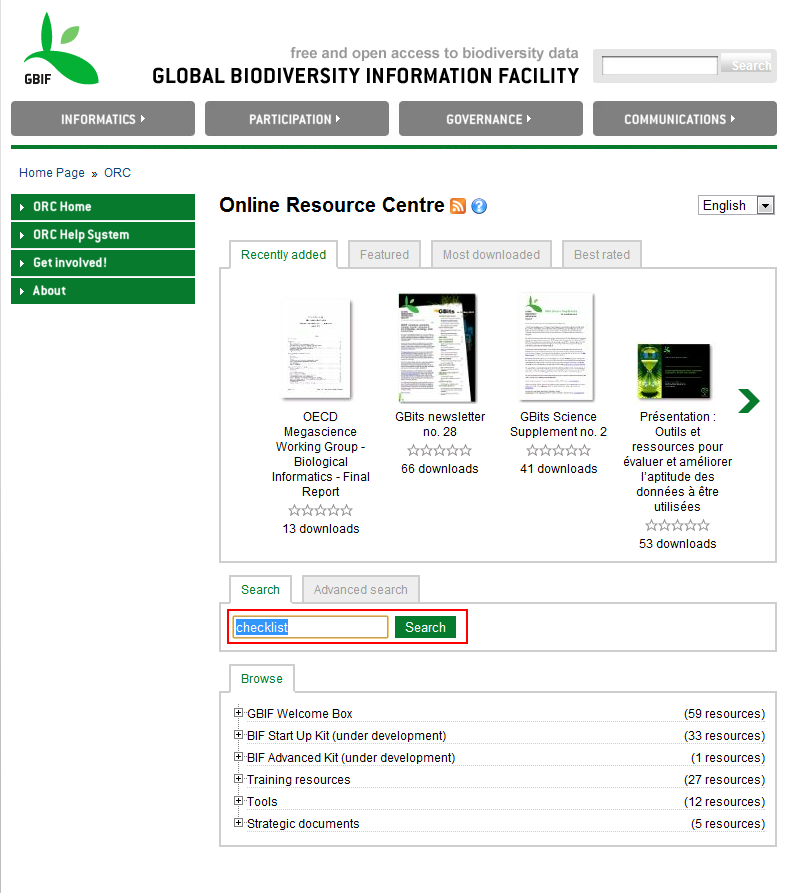 GBIF
free and open access to biodiversity data
GLOBAL BIODIVERSITY INFORMATION FACILITY
Search
INFORMATICS
PARTICIPATION
GOVERNANCE
COMMUNICATIONS
Home Page » ORC
ORC Home
ORC Help System
Get involved!
About
Online Resource Centre ?
English
Recently added
Featured
Most downloaded
Best rated
OECD
Megascience
Working Group -
Biological
Informatics - Final
Report
13 downloads
GBits
GBits newsletter
no. 28
66 downloads
GBits Science
Supplement no. 2
41 downloads
Présentation :
Outils et
ressources pour
évaluer et améliorer
l'aptitude des
données à être
utilisées
53 downloads
Search
Advanced search
checklist
Search
Browse
GBIF Welcome Box (59 resources)
BIF Start Up Kit (under development) (33 resources)
BIF Advanced Kit (under development) (1 resources)
Training resources (27 resources)
Tools (12 resources)
Strategic documents (5 resources)